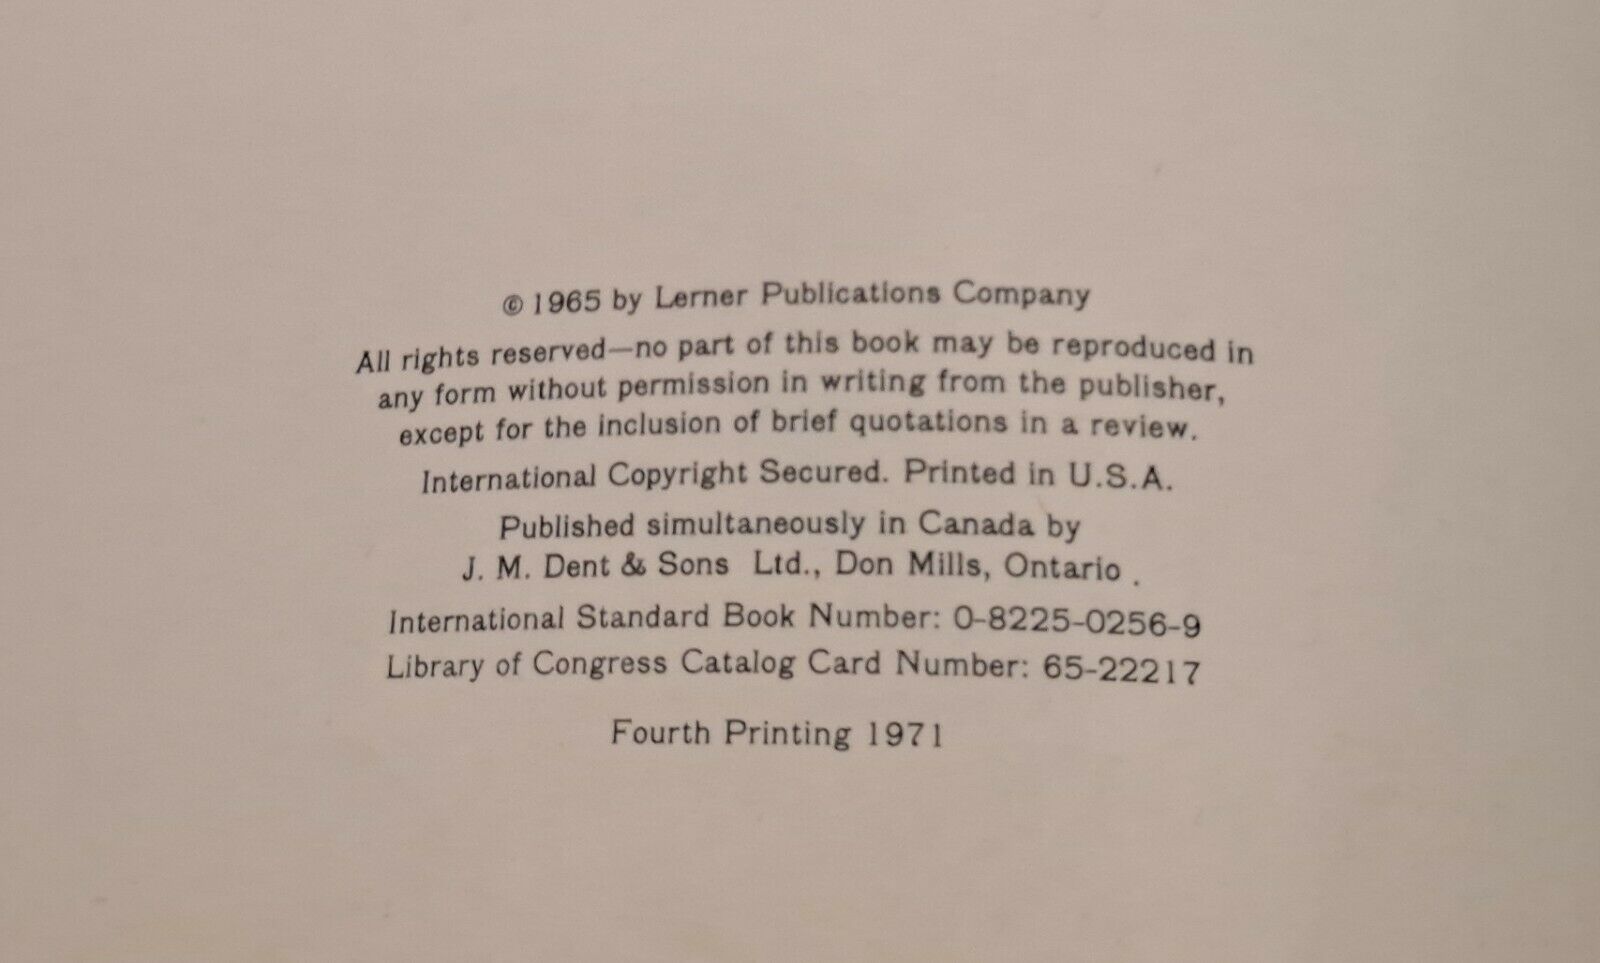 © 1965 by Lerner Publications Company
All rights reserved—no part of this book may be reproduced in
any form without permission in writing from the publisher,
except for the inclusion of brief quotations in a review.
International Copyright Secured. Printed in U.S.A.
Published simultaneously in Canada by
J. M. Dent & Sons Ltd., Don Mills, Ontario .
International Standard Book Number: 0-8225-0256-9
Library of Congress Catalog Card Number: 65-22217
Fourth Printing 1971